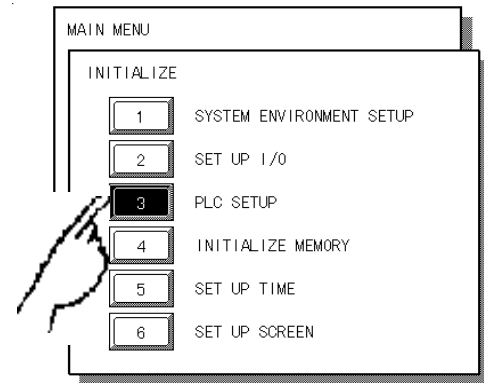 MAIN MENU
INITIALIZE
1 SYSTEM ENVIRONMENT SETUP
2 SET UP I/O
3 PLC SETUP
4 INITIALIZE MEMORY
5 SET UP TIME
6 SET UP SCREEN